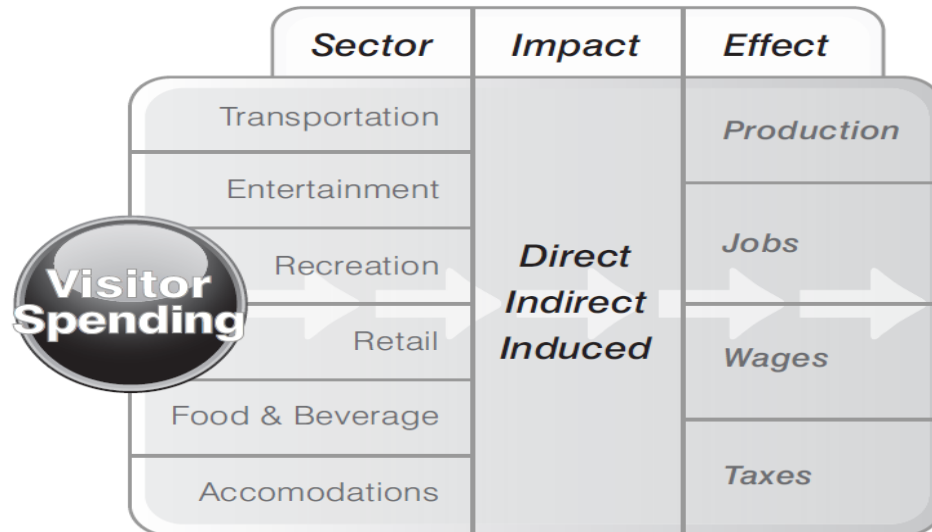 Sector
Impact
Effect
Transportation
Entertainment
Recreation
Retail
Food & Beverage
Accomodations
Visitor
Spending
Direct
Indirect
Induced
Production
Jobs
Wages
Taxes